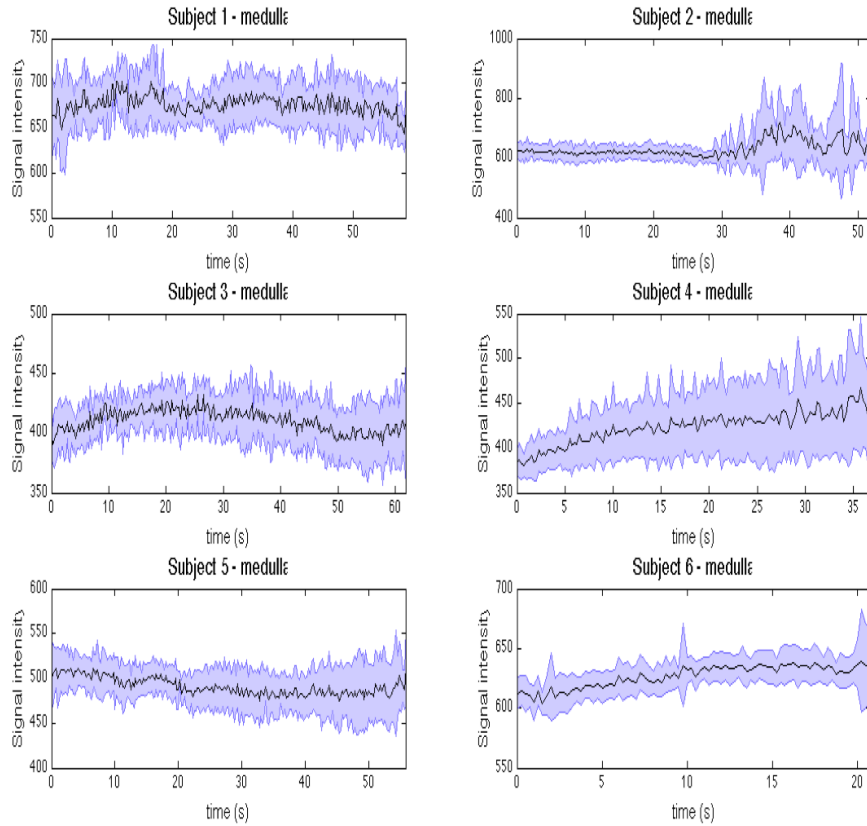 Subject 1 - medulla
Signal intensity
750
700
650
600
550
0 10 20 30 40 50
time (s)
Subject 2 - medulla
Signal intensity
1000
800
600
400
0 10 20 30 40 50
time (s)
Subject 3 - medulla
Signal intensity
500
450
400
350
0 10 20 30 40 50 60
time (s)
Subject 4 - medulla
Signal intensity
550
500
450
400
350
0 5 10 15 20 25 30 35
time (s)
Subject 5 - medulla
Signal intensity
600
550
500
450
400
0 10 20 30 40 50
time (s)
Subject 6 - medulla
Signal intensity
700
650
600
550
0 5 10 15 20
time (s)